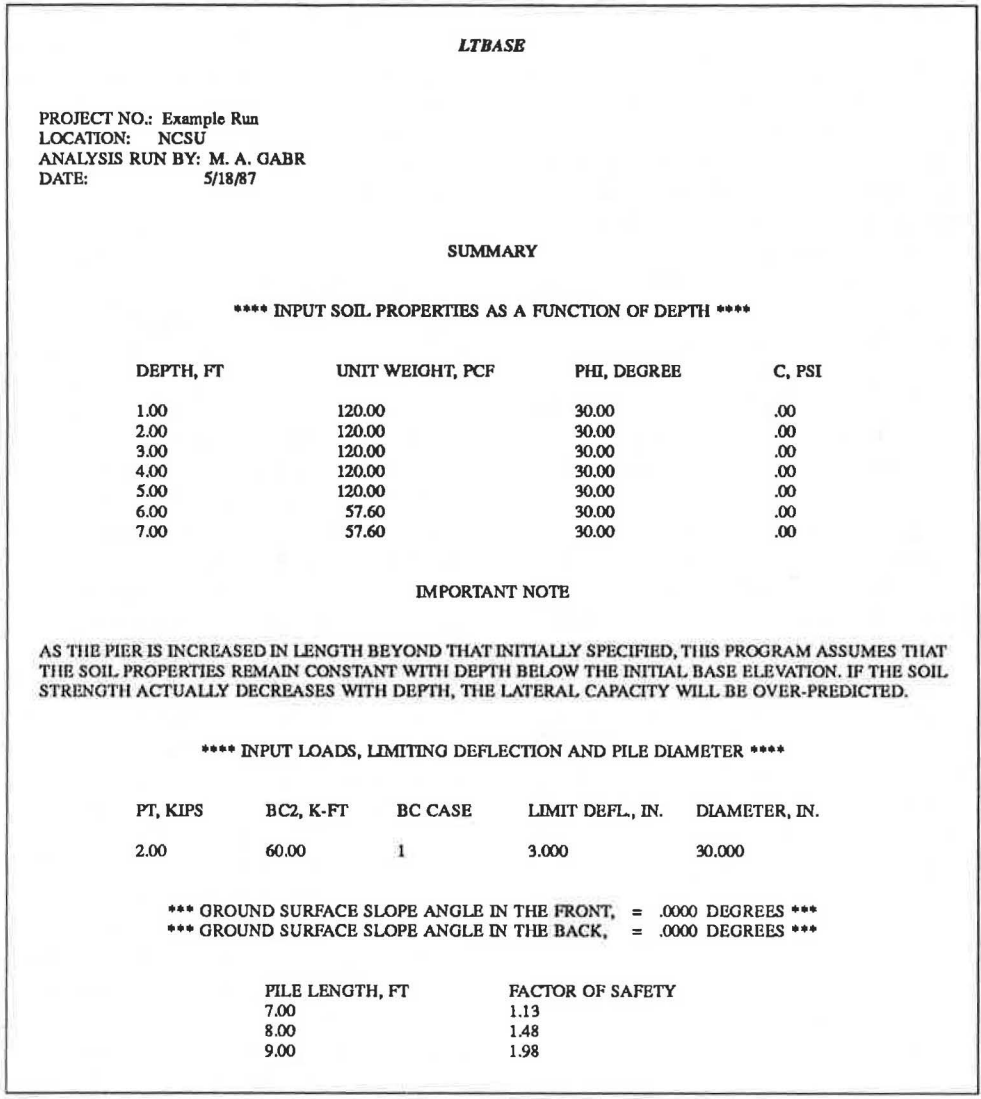 LTBASE
PROJECT NO.: Example Run
LOCATION: NCSU
ANALYSIS RUN BY: M. A. GABR
DATE: 5/18/87
SUMMARY
**** INPUT SOIL PROPERTIES AS A FUNCTION OF DEPTH ****
DEPTH, FT UNIT WEIGHT, PCF PHI, DEGREE C, PSI
1.00 120.00 30.00 .00
2.00 120.00 30.00 .00
3.00 120.00 30.00 .00
4.00 120.00 30.00 .00
5.00 120.00 30.00 .00
6.00 57.60 30.00 .00
7.00 57.60 30.00 .00
IMPORTANT NOTE
AS THE PIER IS INCREASED IN LENGTH BEYOND THAT INITIALLY SPECIFIED, THIS PROGRAM ASSUMES THAT
THE SOIL PROPERTIES REMAIN CONSTANT WITH DEPTH BELOW THE INITIAL BASE ELEVATION. IF THE SOIL
STRENGTH ACTUALLY DECREASES WITH DEPTH, THE LATERAL CAPACITY WILL BE OVER-PREDICTED.
**** INPUT LOADS, LIMITING DEFLECTION AND PILE DIAMETER ****
PT, KIPS BC2, K-FT BC CASE LIMIT DEFL., IN. DIAMETER, IN.
2.00 60.00 1 3.000 30.000
*** GROUND SURFACE SLOPE ANGLE IN THE FRONT, = .0000 DEGREES ***
*** GROUND SURFACE SLOPE ANGLE IN THE BACK, = .0000 DEGREES ***
PILE LENGTH, FT FACTOR OF SAFETY
7.00 1.13
8.00 1.48
9.00 1.98